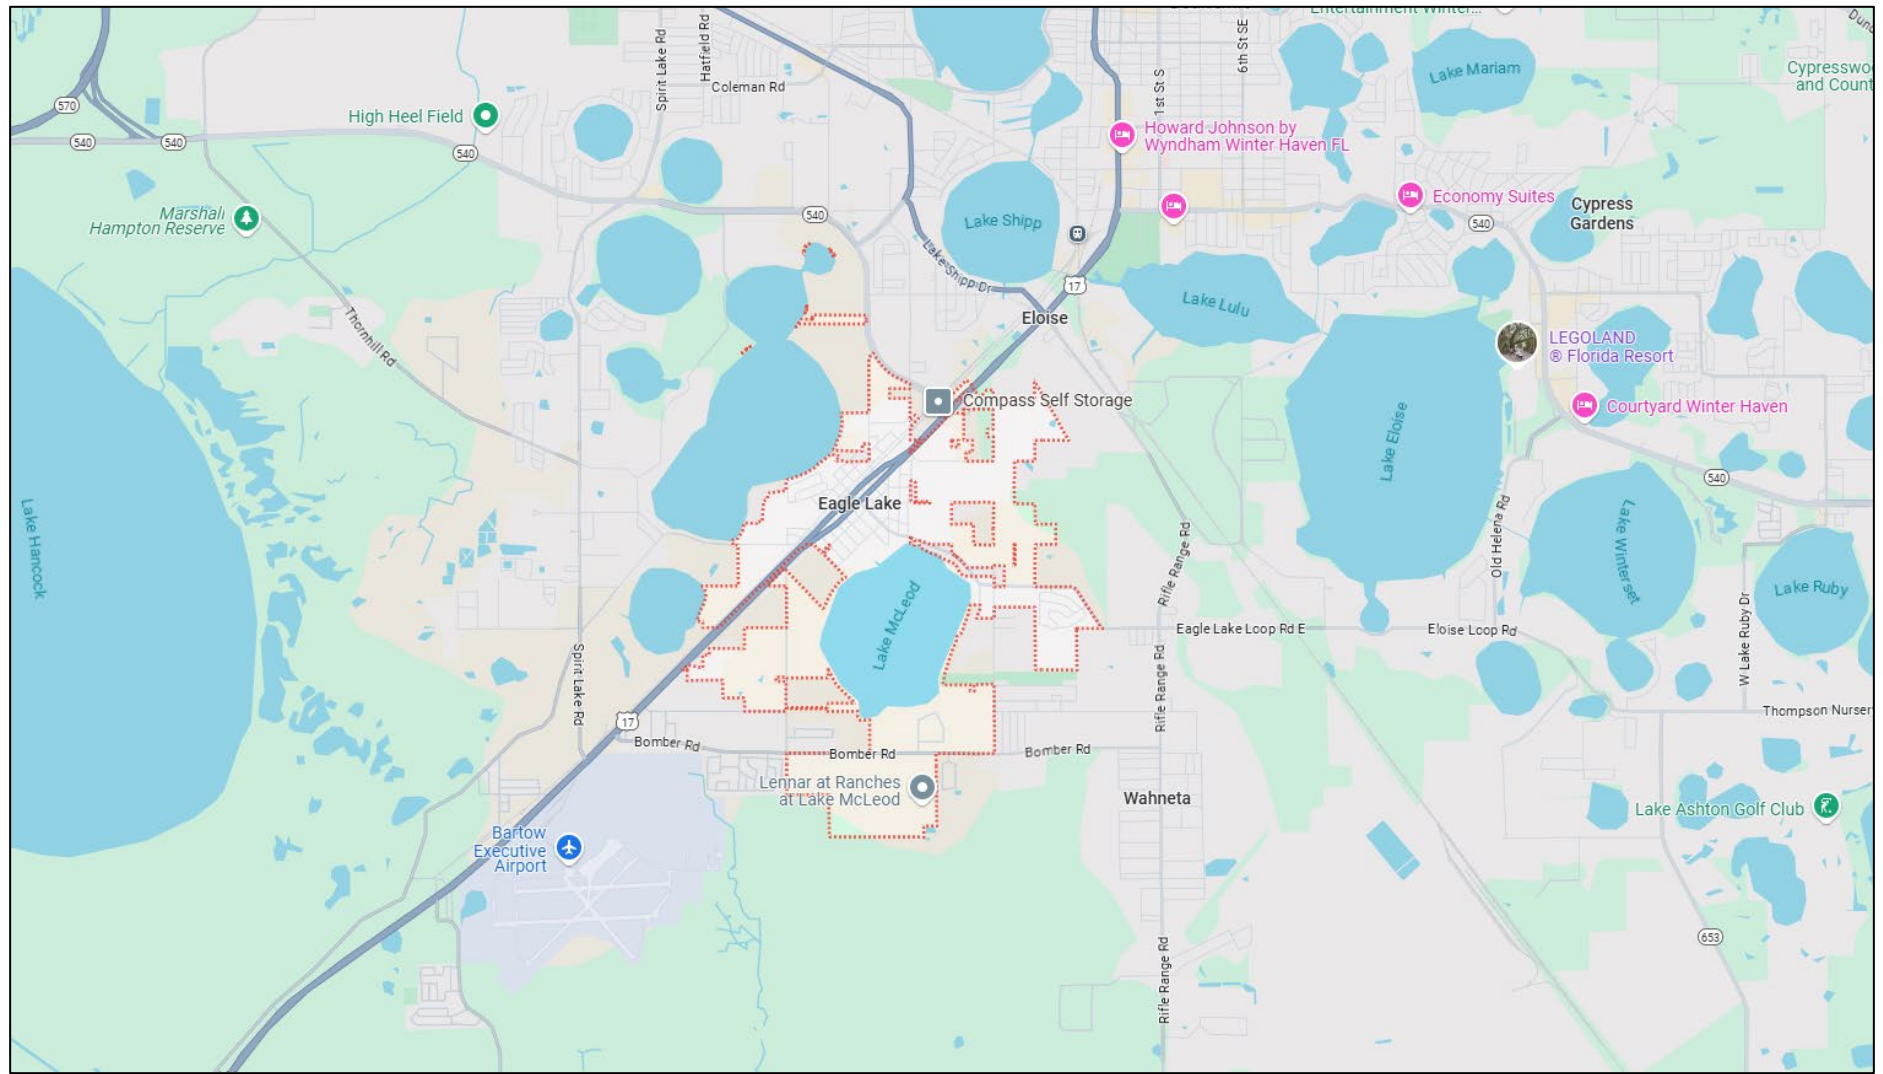 Entertainment Winter...
6th St SE
Spirit Lake Rd
Hatfield Rd
Coleman Rd
1st St S
Lake Mariam
Cypresswo
and Count
570
540
540
540
High Heel Field
Howard Johnson by
Wyndham Winter Haven FL
Economy Suites
Cypress
Gardens
540
Marshall
Hampton Reserve
540
Lake Shipp
Lake Shipp Dr
17
Lake Lulu
Eloise
Thornhill Rd
LEGOLAND
® Florida Resort
Compass Self Storage
Courtyard Winter Haven
Lake Eloise
540
Eagle Lake
Lake Hancock
Old Helena Rd
Lake Winterset
Rifle Range Rd
Lake McLeod
Lake Ruby
W Lake Ruby Dr
Eagle Lake Loop Rd E
Eloise Loop Rd
Spirit Lake Rd
Rifle Range Rd
Thompson Nurser
17
Bomber Rd
Bomber Rd
Bomber Rd
Lennar at Ranches
at Lake McLeod
Wahneta
Lake Ashton Golf Club
Bartow
Executive
Airport
653
Rifle Range Rd